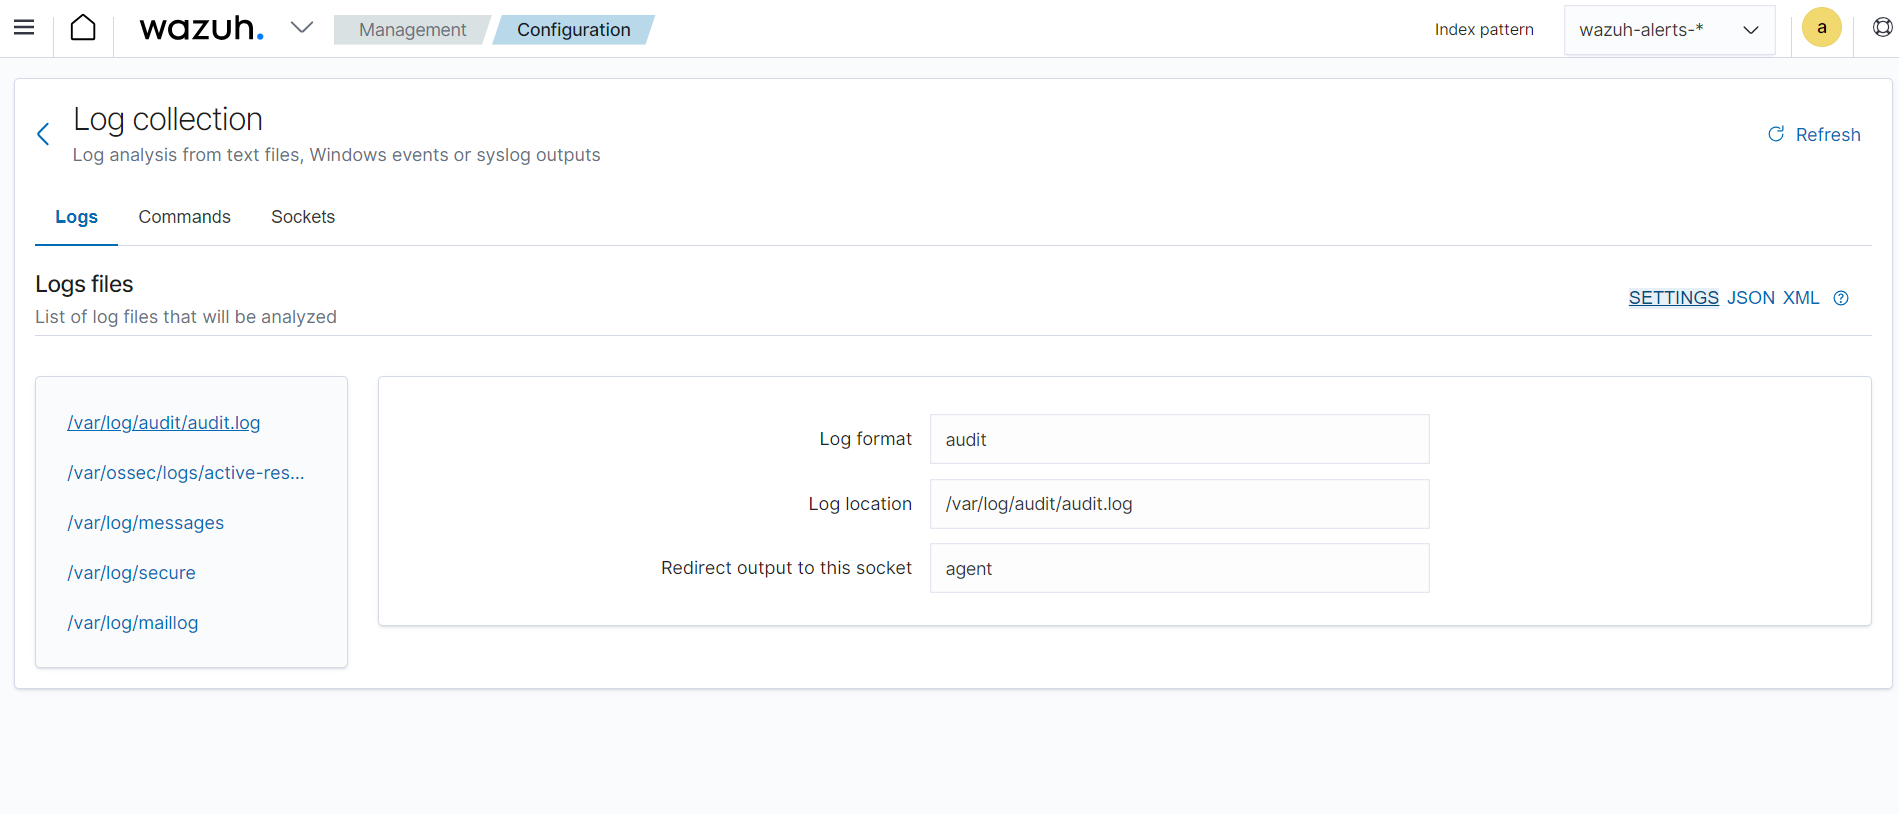 wazuh.
Management
Configuration
Index pattern
wazuh-alerts-*
a
Log collection
Log analysis from text files, Windows events or syslog outputs
Refresh
Logs
Commands
Sockets
Logs files
List of log files that will be analyzed
SETTINGS JSON XML
/var/log/audit/audit.log
/var/ossec/logs/active-res...
/var/log/messages
/var/log/secure
/var/log/maillog
Log format
audit
Log location
/var/log/audit/audit.log
Redirect output to this socket
agent